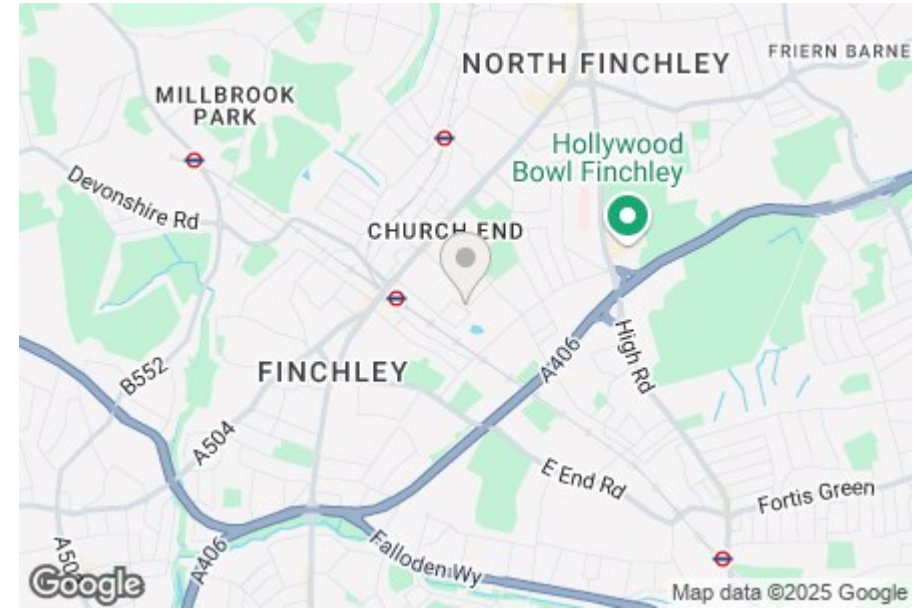 NORTH FINCHLEY
FRIERN BARNE
MILLBROOK
PARK
Hollywood
Bowl Finchley
Devonshire Rd
CHURCH END
A406
High Rd
FINCHLEY
B552
A504
E End Rd
Fortis Green
A406
Falloden Wy
A504
Google
Map data ©2025 Google